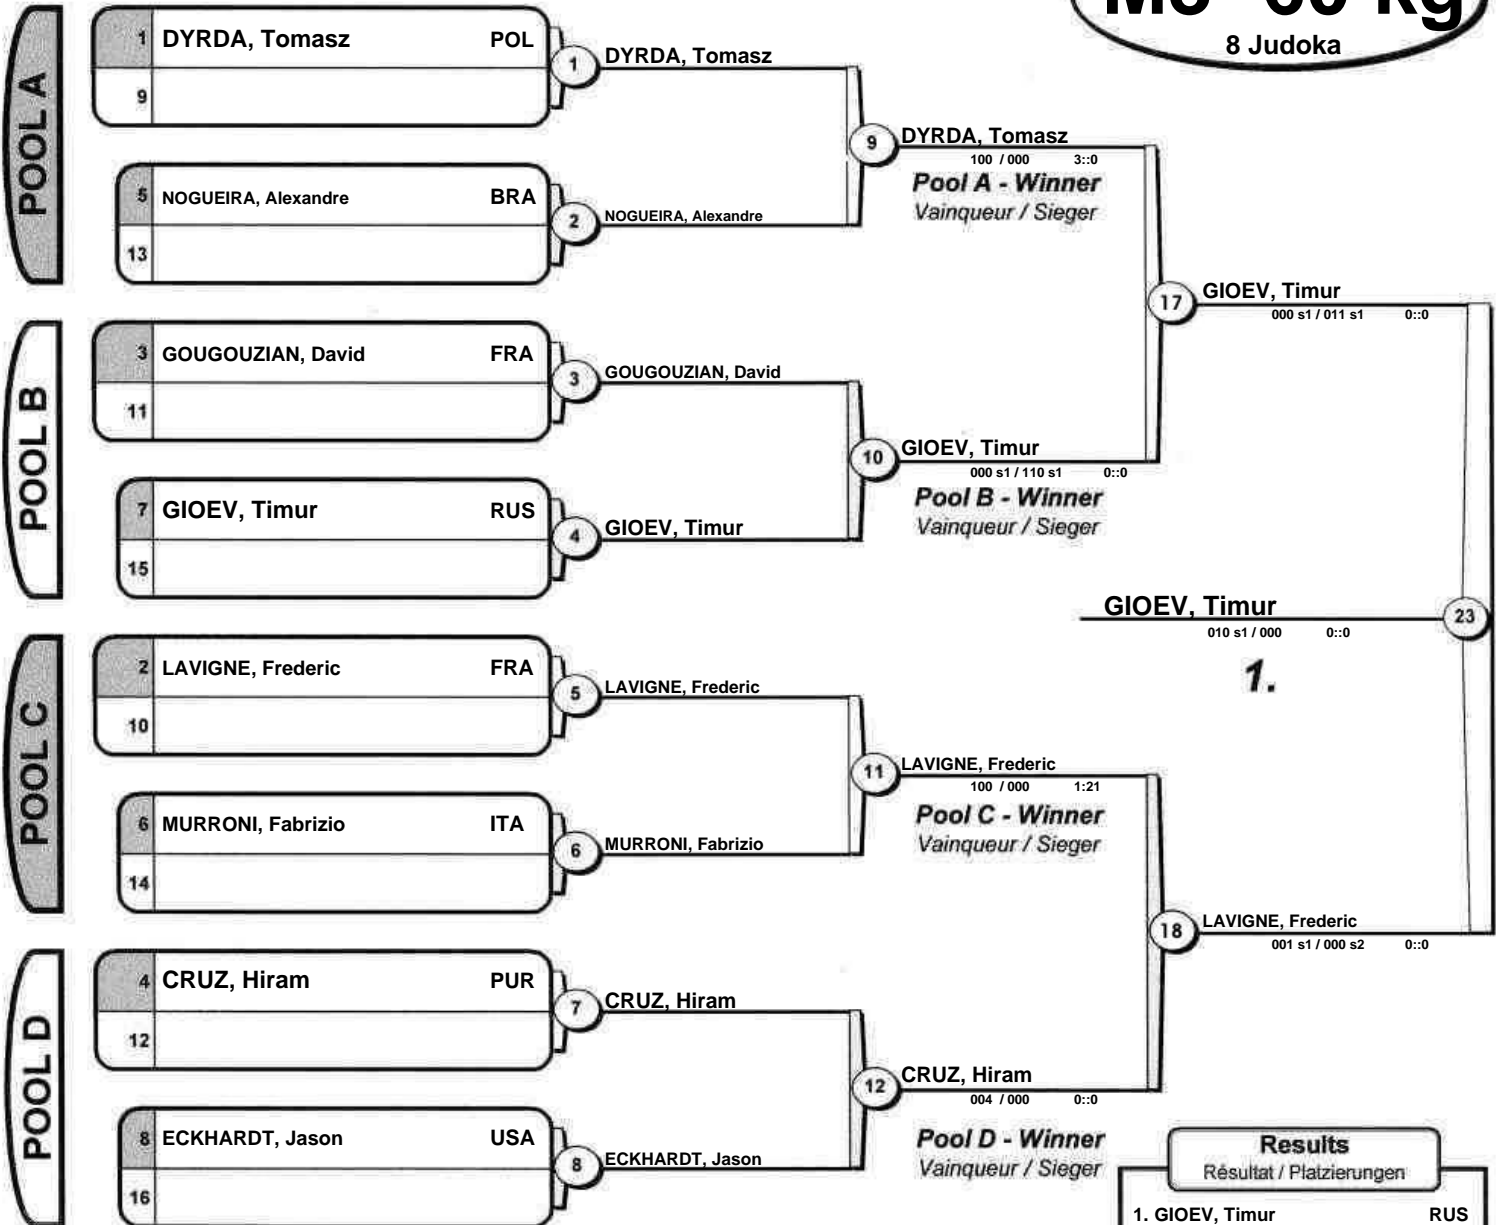 8 Judoka
POOL A
1 DYRDA, Tomasz POL
9
1 DYRDA, Tomasz
5 NOGUEIRA, Alexandre BRA
13
2 NOGUEIRA, Alexandre
9 DYRDA, Tomasz
100 / 000 3::0
Pool A - Winner
Vainqueur / Sieger
POOL B
3 GOUGOUZIAN, David FRA
11
3 GOUGOUZIAN, David
7 GIOEV, Timur RUS
15
4 GIOEV, Timur
10 GIOEV, Timur
000 s1 / 110 s1 0::0
Pool B - Winner
Vainqueur / Sieger
17 GIOEV, Timur
000 s1 / 011 s1 0::0
GIOEV, Timur 23
010 s1 / 000 0::0
1.
POOL C
2 LAVIGNE, Frederic FRA
10
5 LAVIGNE, Frederic
6 MURRONI, Fabrizio ITA
14
6 MURRONI, Fabrizio
11 LAVIGNE, Frederic
100 / 000 1:21
Pool C - Winner
Vainqueur / Sieger
POOL D
4 CRUZ, Hiram PUR
12
7 CRUZ, Hiram
8 ECKHARDT, Jason USA
16
8 ECKHARDT, Jason
12 CRUZ, Hiram
004 / 000 0::0
Pool D - Winner
Vainqueur / Sieger
18 LAVIGNE, Frederic
001 s1 / 000 s2 0::0
Results
Résultat / Platzierungen
1. GIOEV, Timur RUS